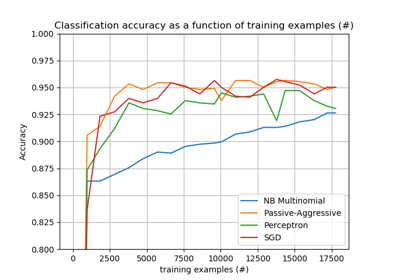 Classification accuracy as a function of training examples (#)
1.000
0.975
0.950
0.925
0.900
0.875
0.850
0.825
0.800
Accuracy
NB Multinomial
Passive-Aggressive
Perceptron
SGD
0 2500 5000 7500 10000 12500 15000 17500
training examples (#)